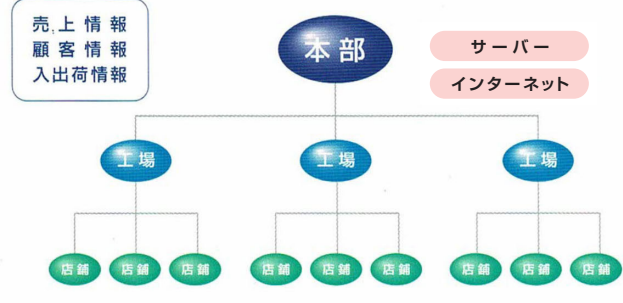 売上情報
顧客情報
入出荷情報
本部
サーバー
インターネット
工場 工場 工場
店舗 店舗 店舗 店舗 店舗 店舗 店舗 店舗 店舗